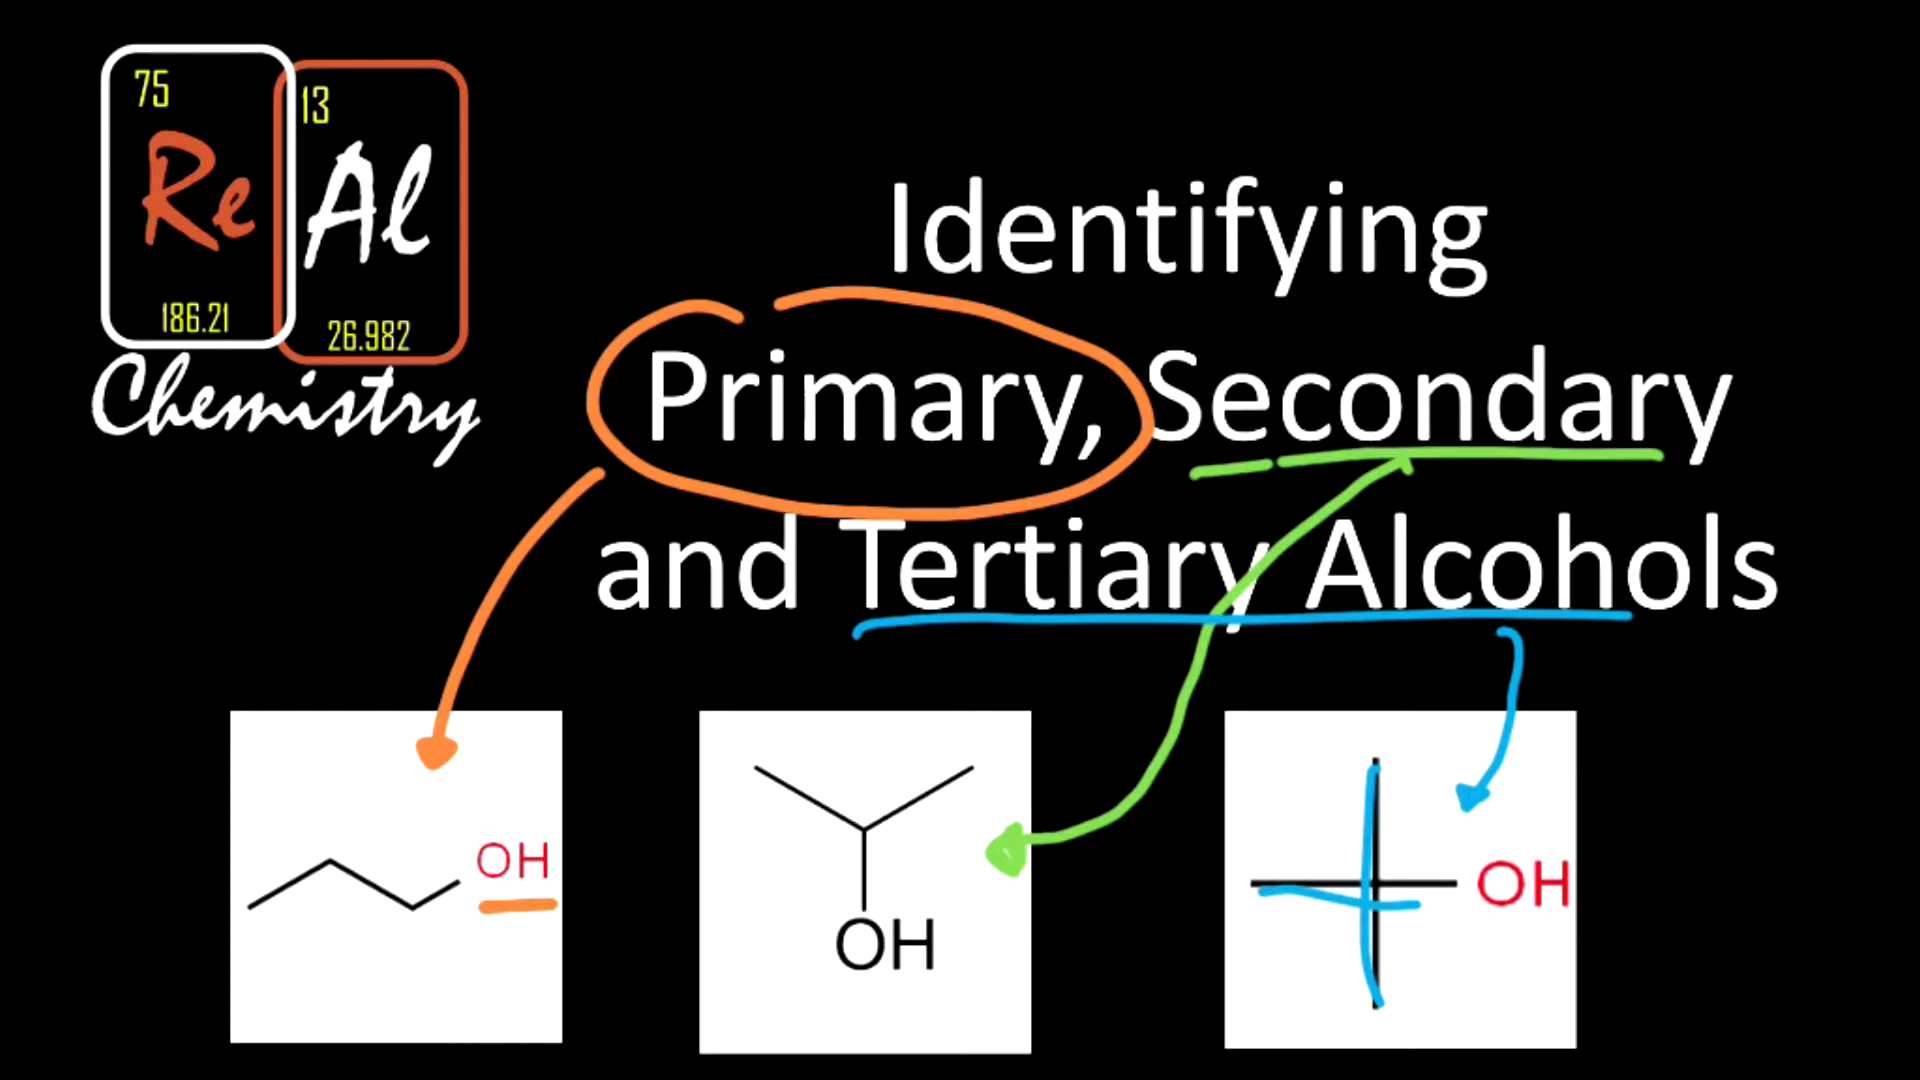 75
Re
186.21
13
Al
26.982
Chemistry
Identifying
Primary, Secondary
and Tertiary Alcohols
OH
OH
OH